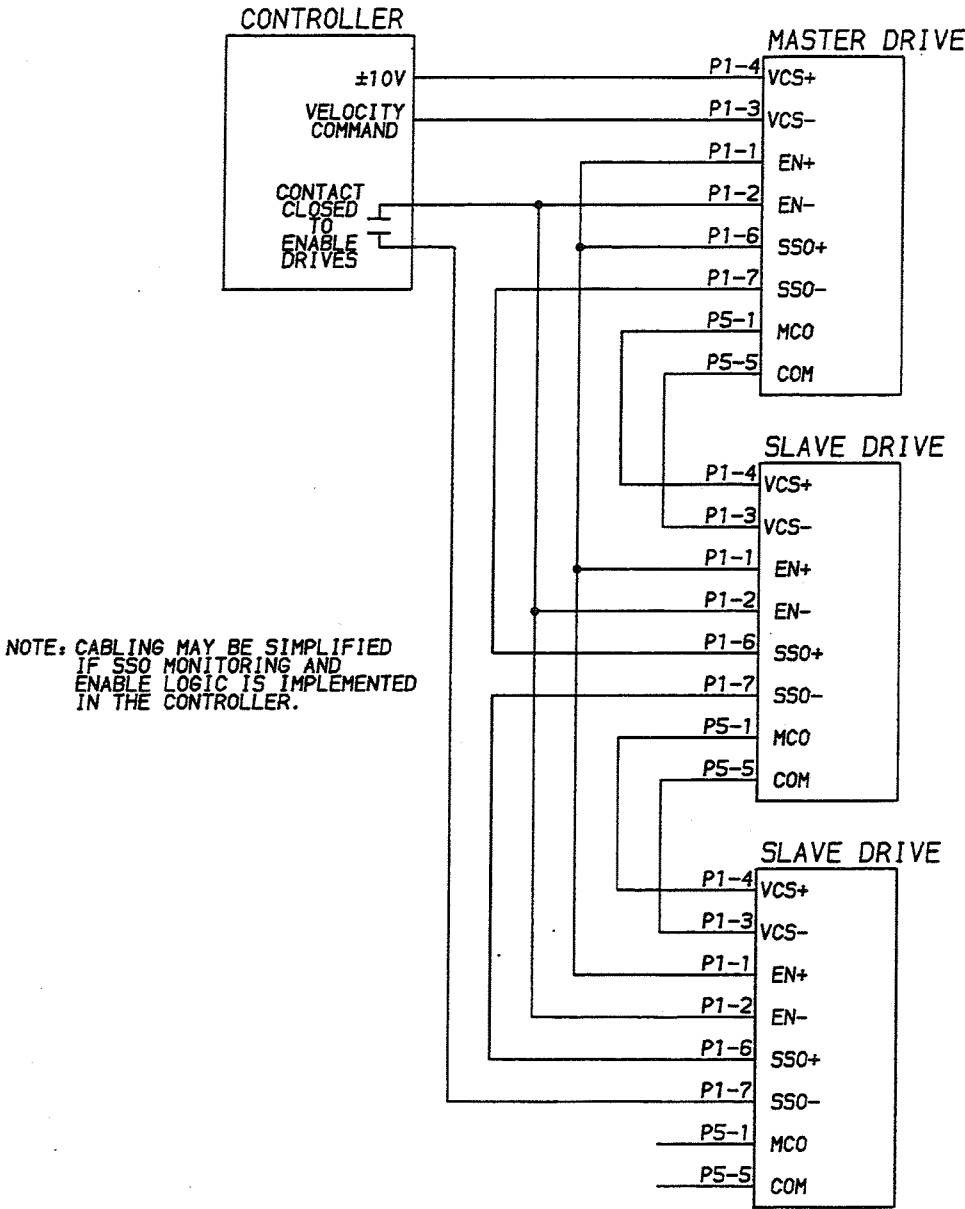 CONTROLLER
±10V
VELOCITY
COMMAND
CONTACT
CLOSED
TO
ENABLE
DRIVES
MASTER DRIVE
P1-4 VCS+
P1-3 VCS-
P1-1 EN+
P1-2 EN-
P1-6 SSO+
P1-7 SSO-
P5-1 MCO
P5-5 COM
SLAVE DRIVE
P1-4 VCS+
P1-3 VCS-
P1-1 EN+
P1-2 EN-
P1-6 SSO+
P1-7 SSO-
P5-1 MCO
P5-5 COM
NOTE: CABLING MAY BE SIMPLIFIED
IF SSO MONITORING AND
ENABLE LOGIC IS IMPLEMENTED
IN THE CONTROLLER.
SLAVE DRIVE
P1-4 VCS+
P1-3 VCS-
P1-1 EN+
P1-2 EN-
P1-6 SSO+
P1-7 SSO-
P5-1 MCO
P5-5 COM